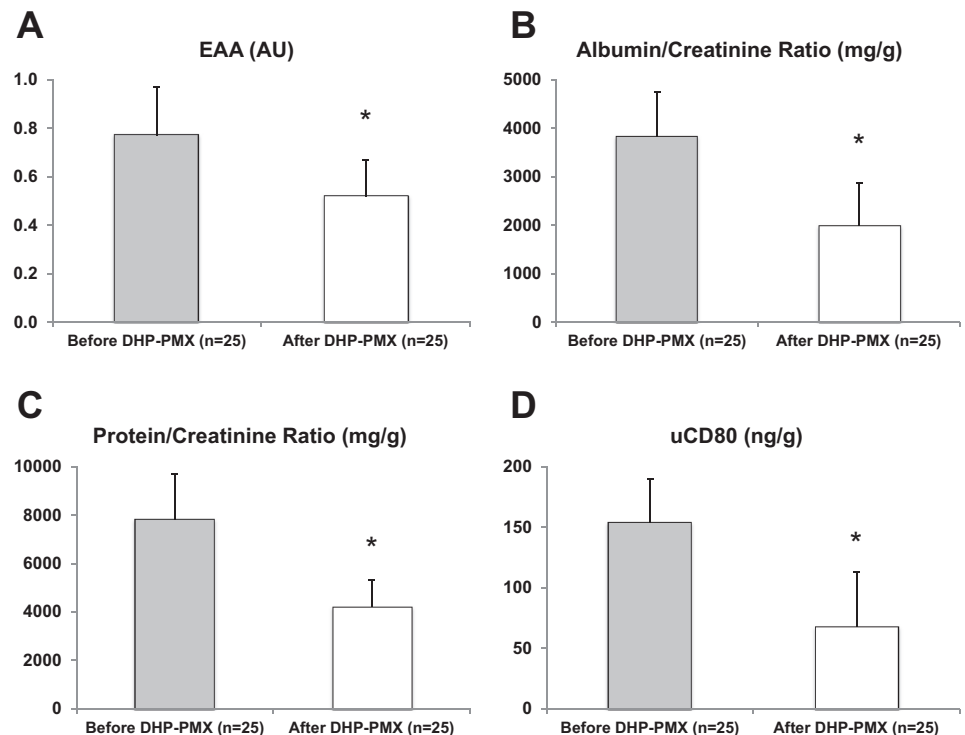 A
EAA (AU)
1.0
0.8
*
0.6
0.4
0.2
0.0
Before DHP-PMX (n=25) After DHP-PMX (n=25)
B
Albumin/Creatinine Ratio (mg/g)
5000
4000
*
3000
2000
1000
0
Before DHP-PMX (n=25) After DHP-PMX (n=25)
C
Protein/Creatinine Ratio (mg/g)
10000
8000
*
6000
4000
2000
0
Before DHP-PMX (n=25) After DHP-PMX (n=25)
D
uCD80 (ng/g)
200
150
*
100
50
0
Before DHP-PMX (n=25) After DHP-PMX (n=25)